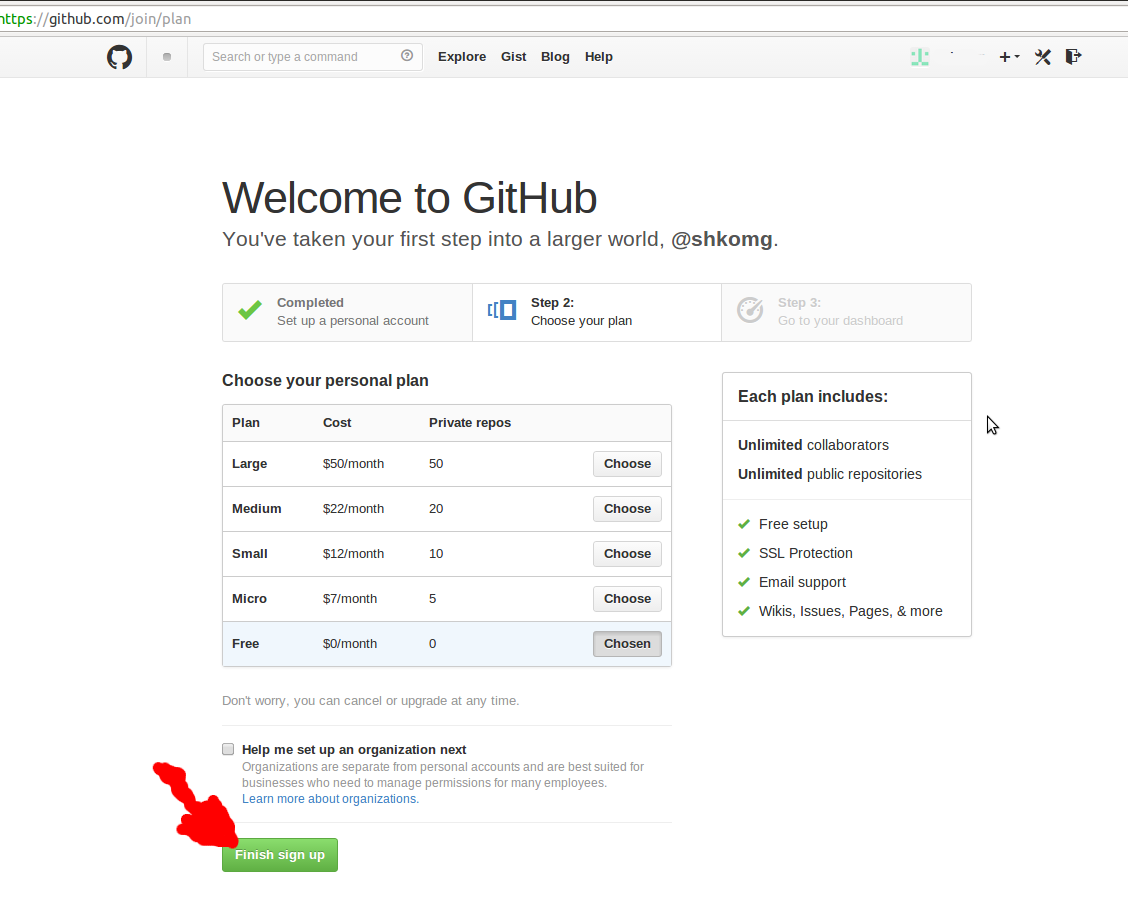 https://github.com/join/plan
Search or type a command
Explore Gist Blog Help
Welcome to GitHub
You've taken your first step into a larger world, @shkomg.
Completed
Set up a personal account
Step 2:
Choose your plan
Step 3:
Go to your dashboard
Choose your personal plan
Plan Cost Private repos
Large $50/month 50 Choose
Medium $22/month 20 Choose
Small $12/month 10 Choose
Micro $7/month 5 Choose
Free $0/month 0 Chosen
Don't worry, you can cancel or upgrade at any time.
Help me set up an organization next
Organizations are separate from personal accounts and are best suited for
businesses who need to manage permissions for many employees.
Learn more about organizations.
Finish sign up
Each plan includes:
Unlimited collaborators
Unlimited public repositories
Free setup
SSL Protection
Email support
Wikis, Issues, Pages, & more